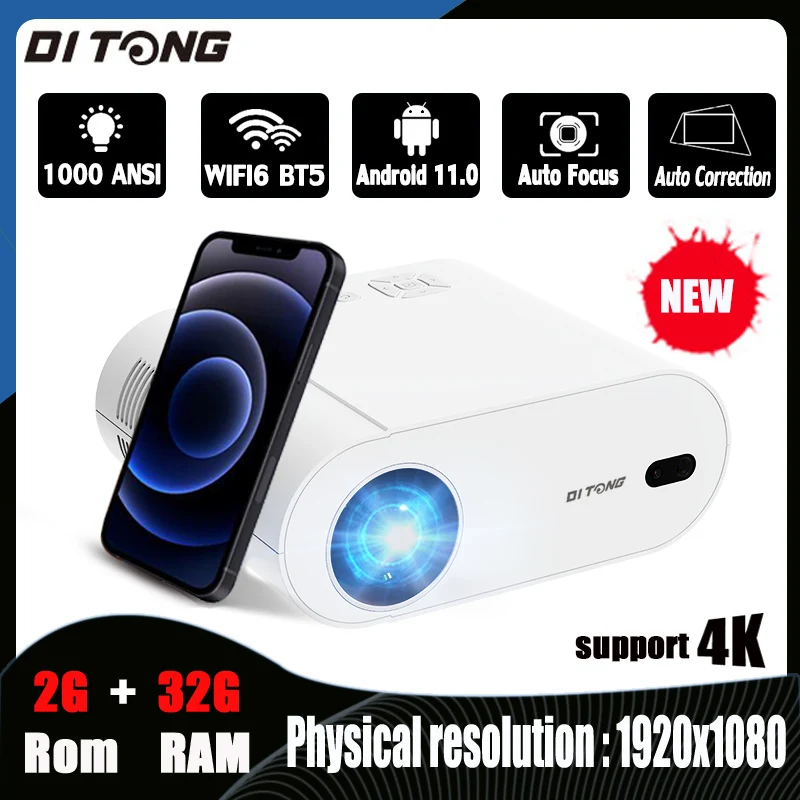 DI TONG
1000 ANSI
WIFI6 BT5
Android 11.0
Auto Focus
Auto Correction
NEW
DI TONG
support 4K
2G + 32G
Rom RAM
Physical resolution : 1920x1080